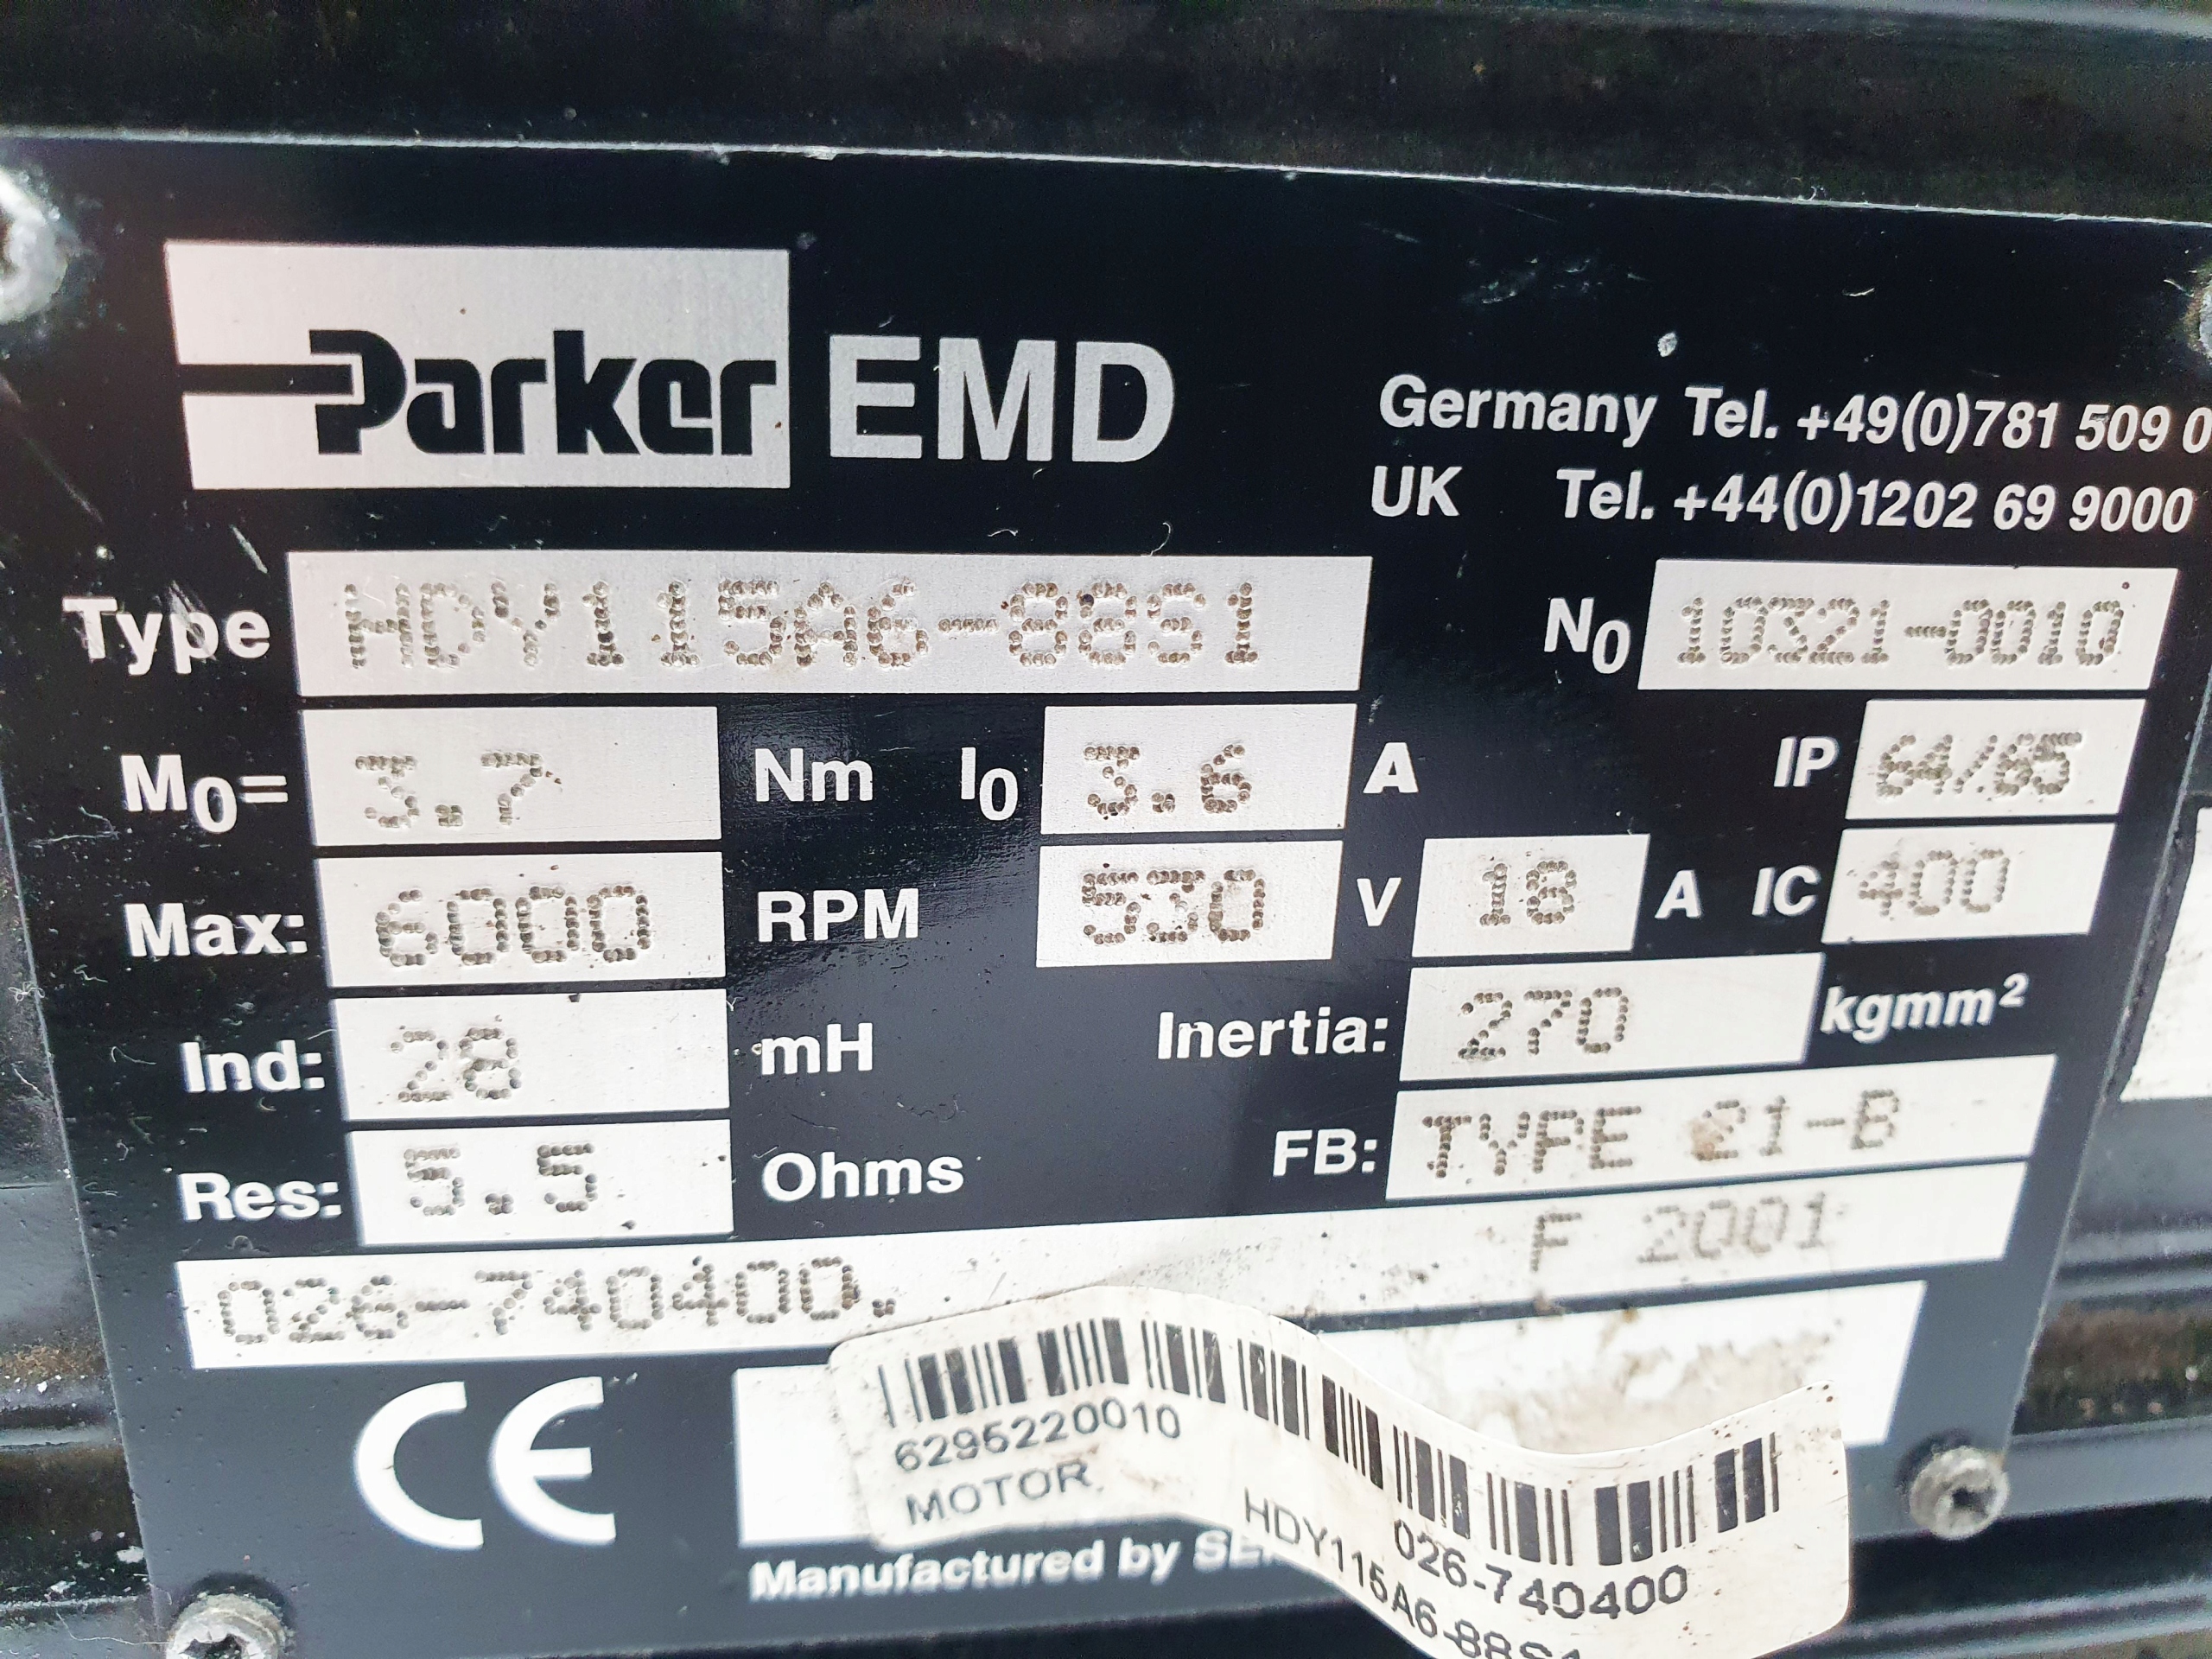 Parker EMD
Germany Tel. +49(0)781 509 0
UK Tel. +44(0)1202 69 9000
Type HDY115A6-88S1 N0 10321-0010
M0= 3.7 Nm I0 3.6 A IP 64/65
Max: 6000 RPM 530 V 18 A IC 400
Ind: 28 mH Inertia: 270 kgmm²
Res: 5.5 Ohms FB: TYPE 21-B
026-740400. F 2001
CE
6295220010
MOTOR
026-740400
HDY115A6-88S1
Manufactured by